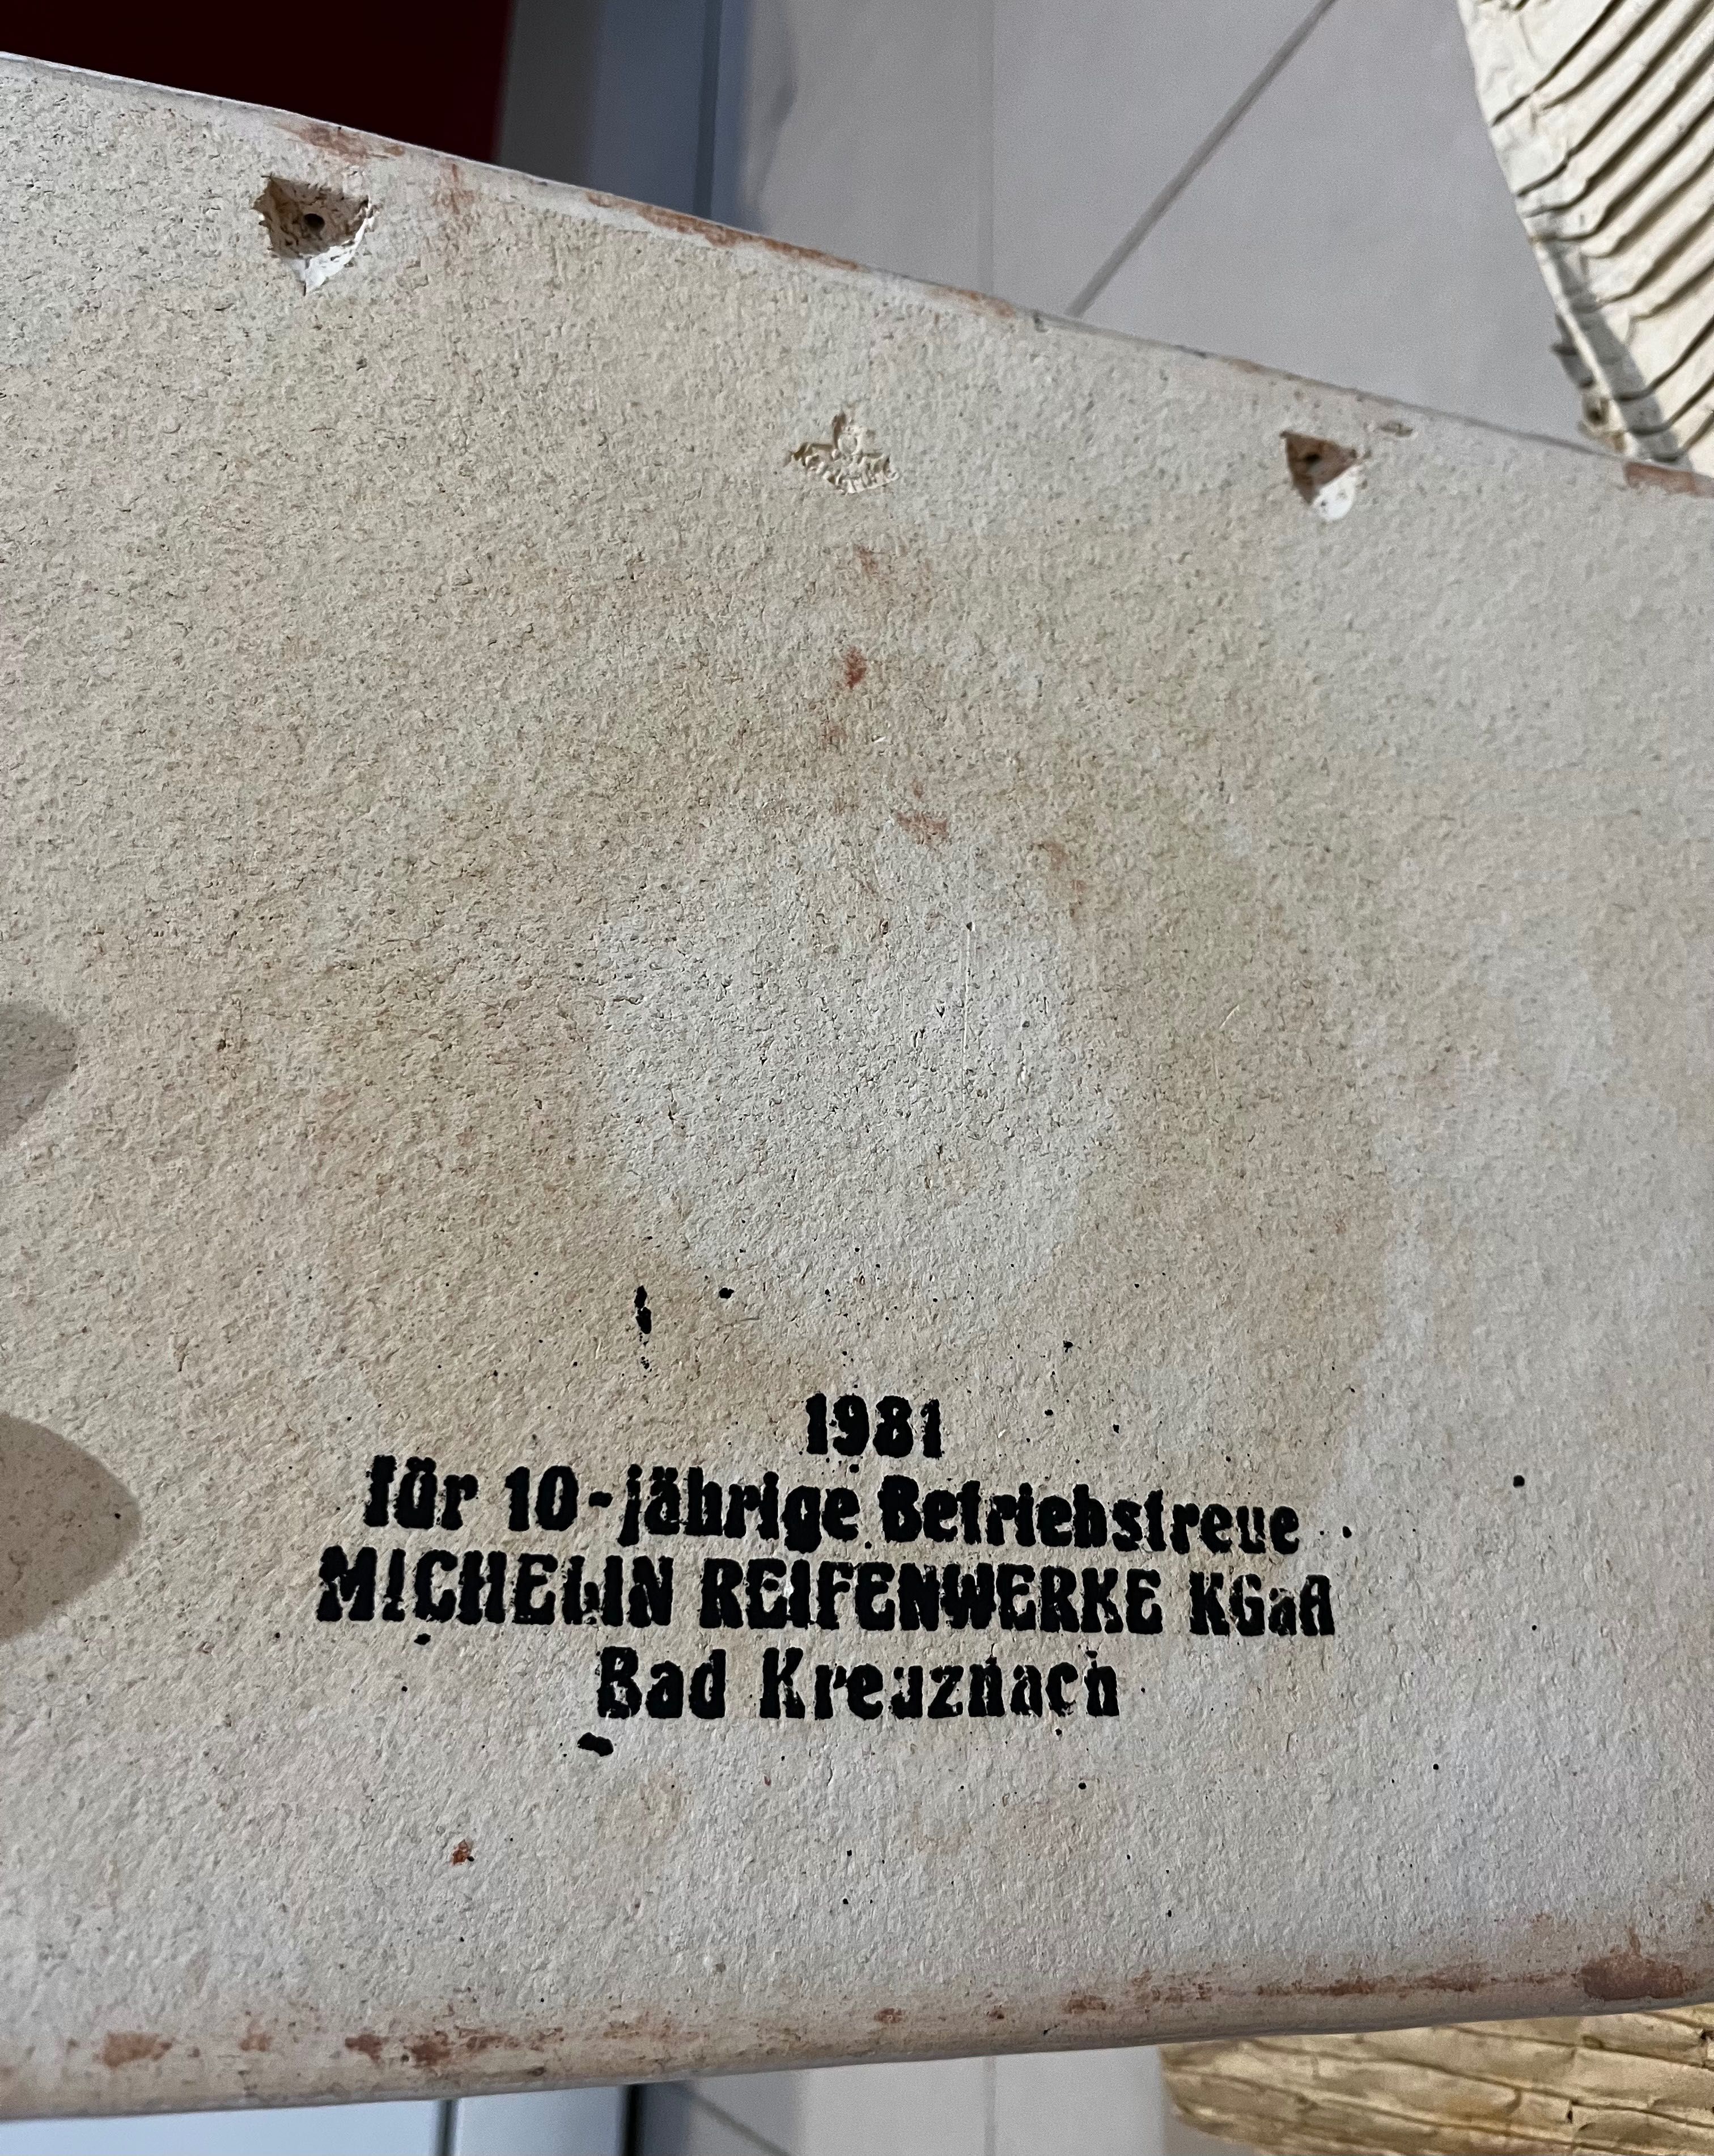 1981
für 10-jährige Betriebstreue
MICHELIN REIFENWERKE KGaA
Bad Kreuznach